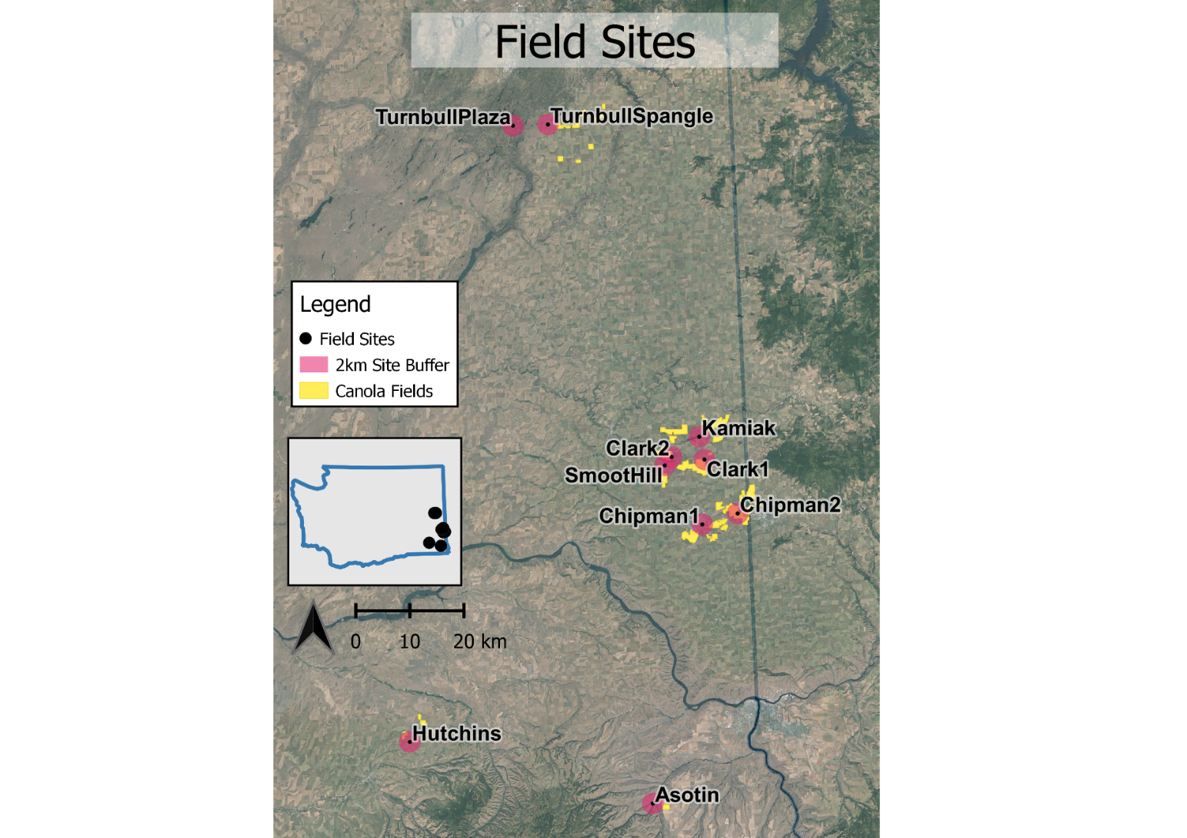 Field Sites
TurnbullPlaza
TurnbullSpangle
Legend
Field Sites
2km Site Buffer
Canola Fields
Kamiak
Clark2
Clark1
SmootHill
Chipman2
Chipman1
0 10 20 km
Hutchins
Asotin